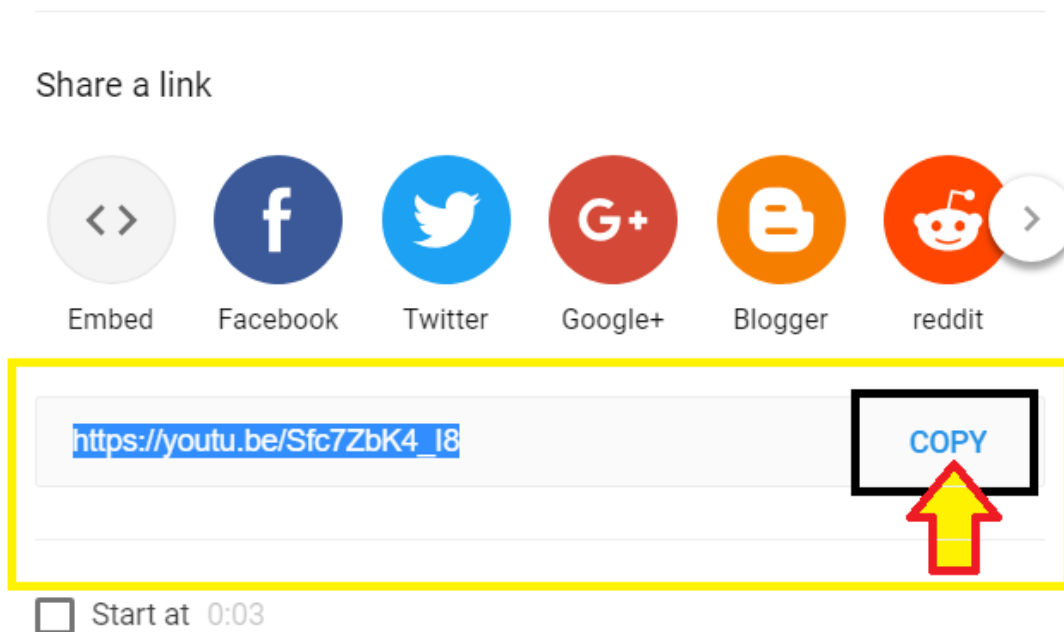 Share a link
Embed Facebook Twitter Google+ Blogger reddit
https://youtu.be/Sfc7ZbK4_I8 COPY
Start at 0:03